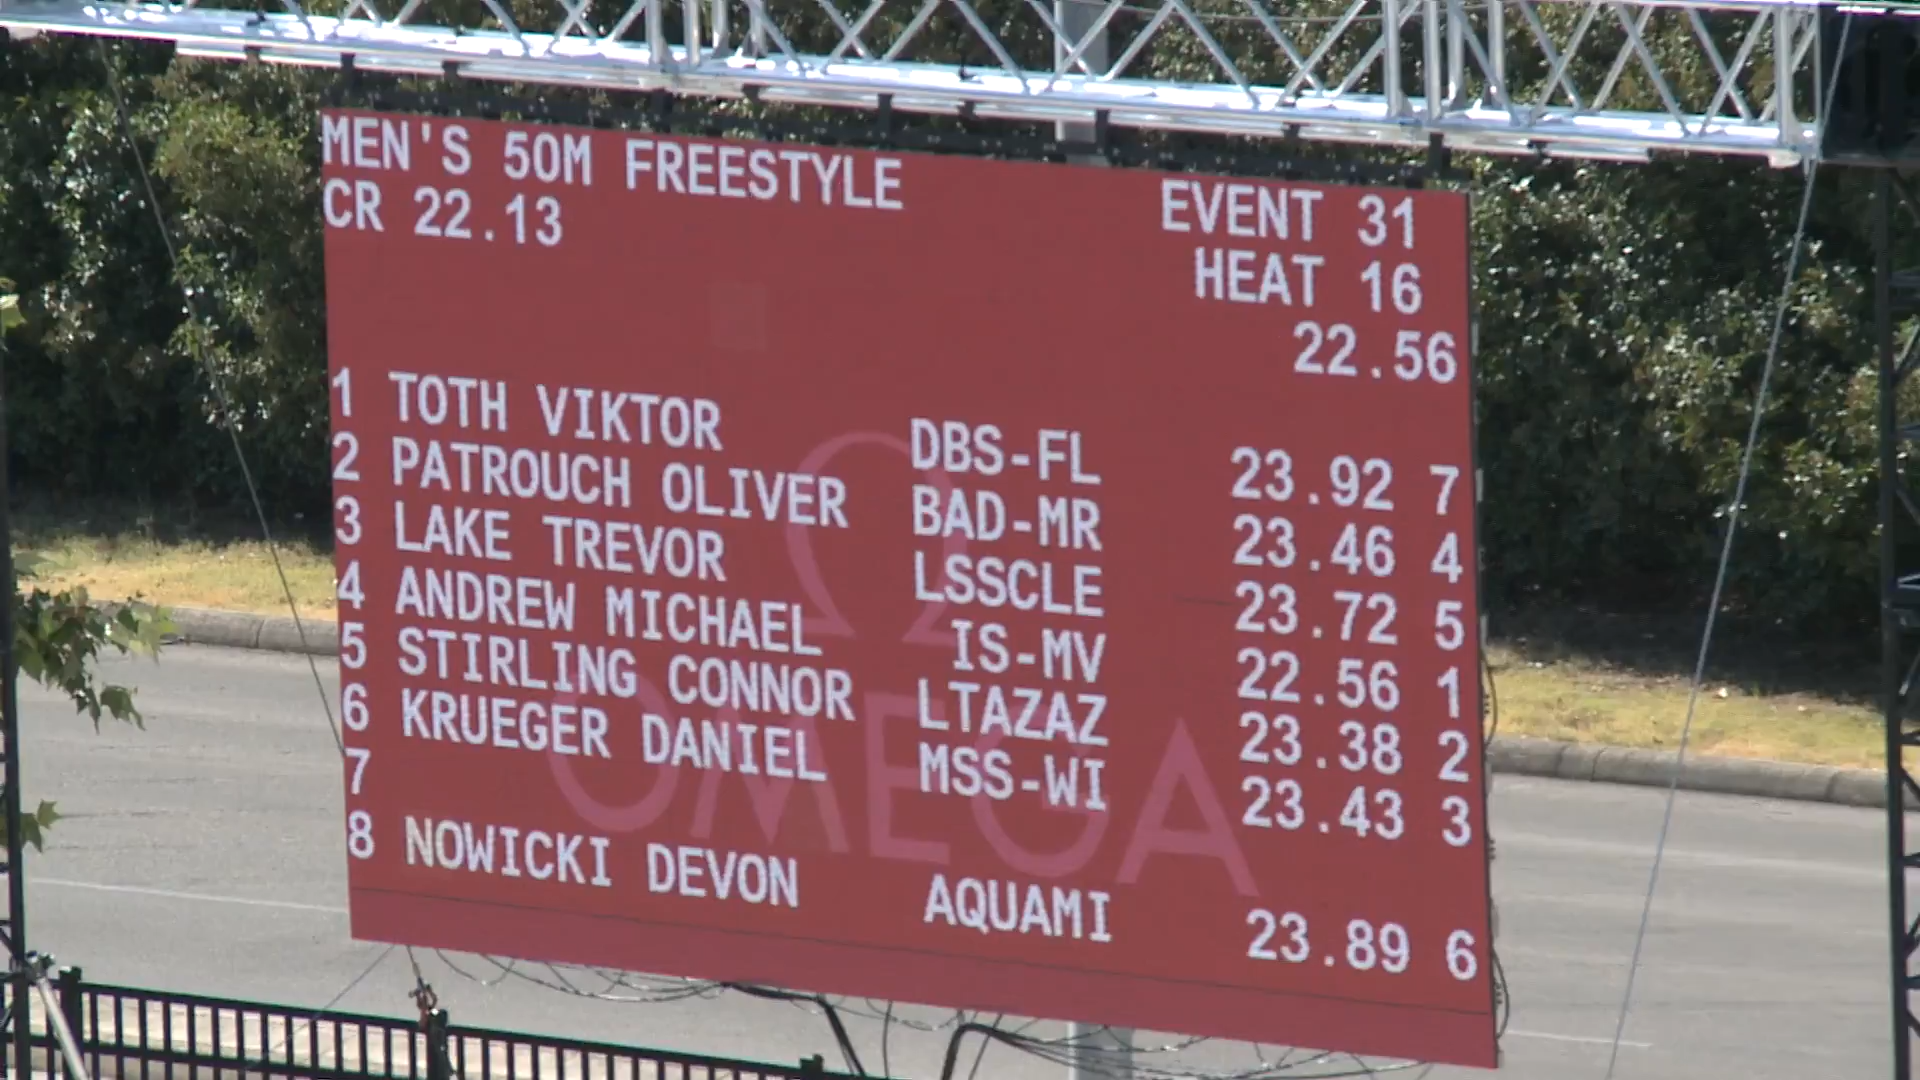 MEN'S 50M FREESTYLE EVENT 31
CR 22.13 HEAT 16
22.56
1 TOTH VIKTOR DBS-FL 23.92 7
2 PATROUCH OLIVER BAD-MR 23.46 4
3 LAKE TREVOR LSSCLE 23.72 5
4 ANDREW MICHAEL IS-MV 22.56 1
5 STIRLING CONNOR LTAZAZ 23.38 2
6 KRUEGER DANIEL MSS-WI 23.43 3
7
8 NOWICKI DEVON AQUAMI 23.89 6
Ω
OMEGA